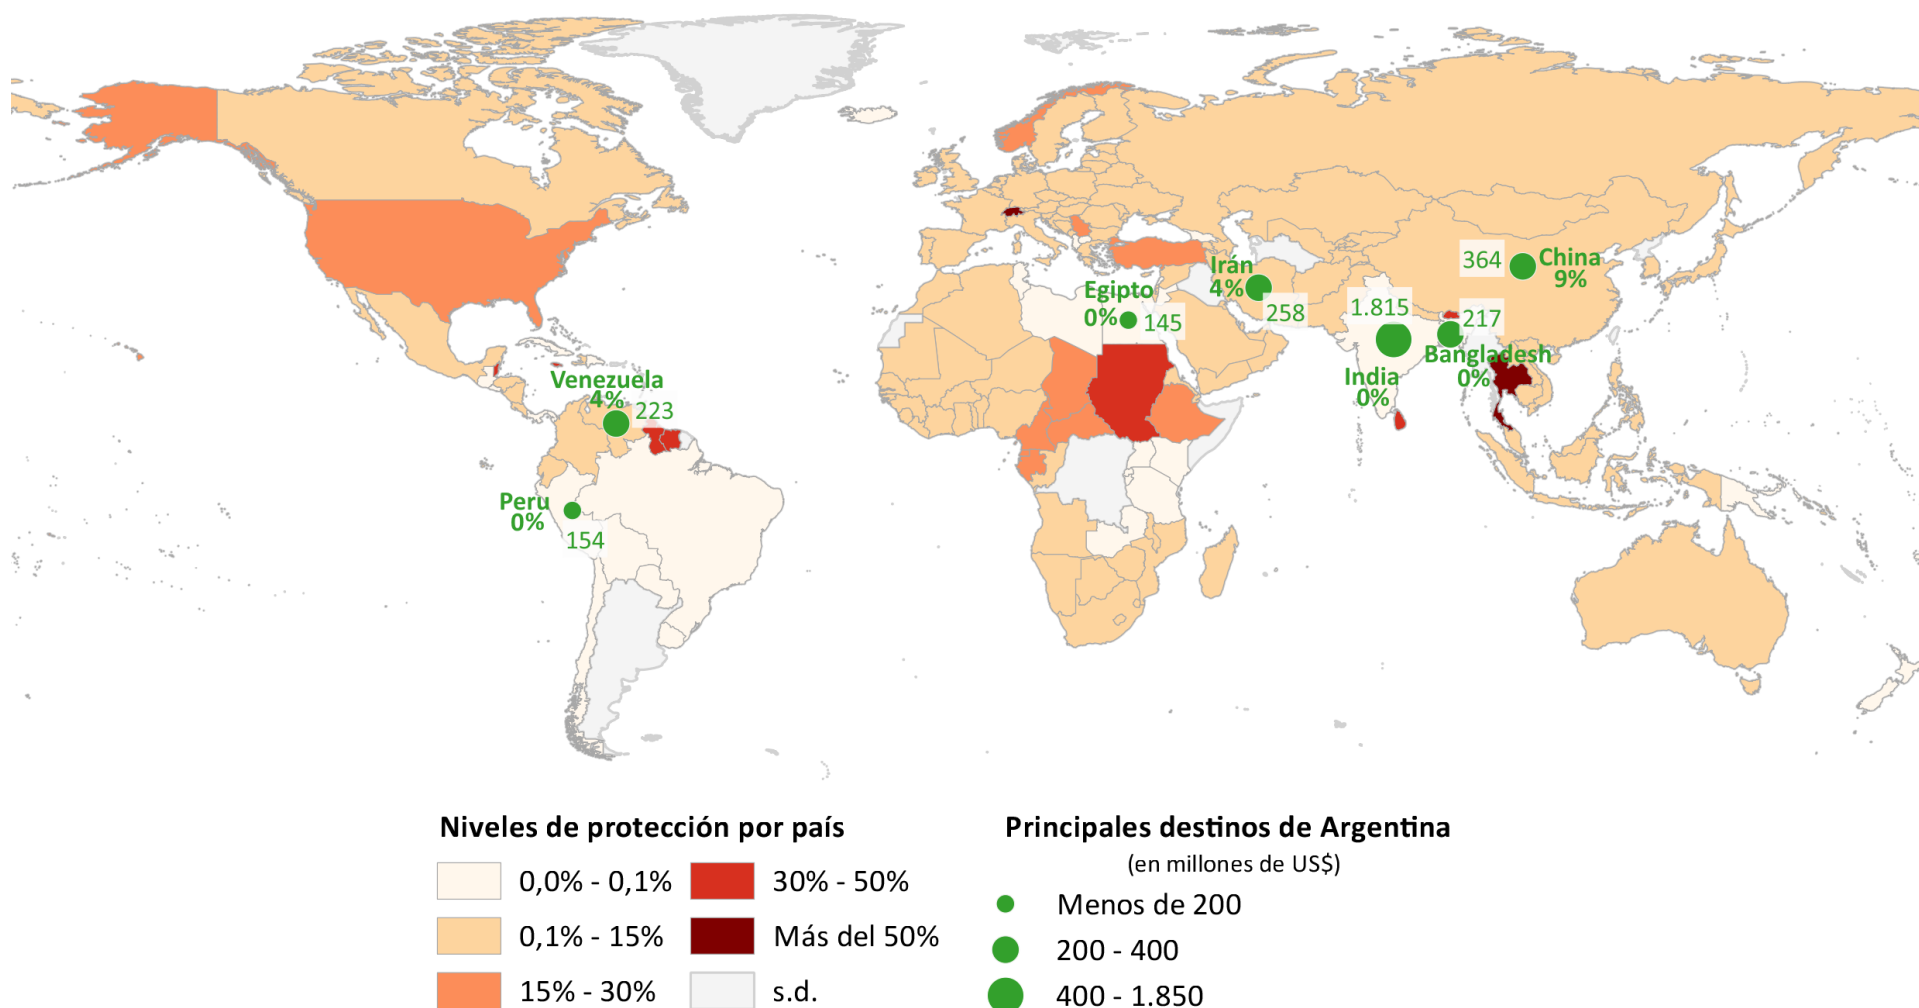 364
China
9%
Irán
4%
258
Egipto
0%
145
1.815
217
Bangladesh
0%
India
0%
Venezuela
4%
223
Peru
0%
154
Niveles de protección por país
0,0% - 0,1%
0,1% - 15%
15% - 30%
30% - 50%
Más del 50%
s.d.
Principales destinos de Argentina
(en millones de US$)
Menos de 200
200 - 400
400 - 1.850